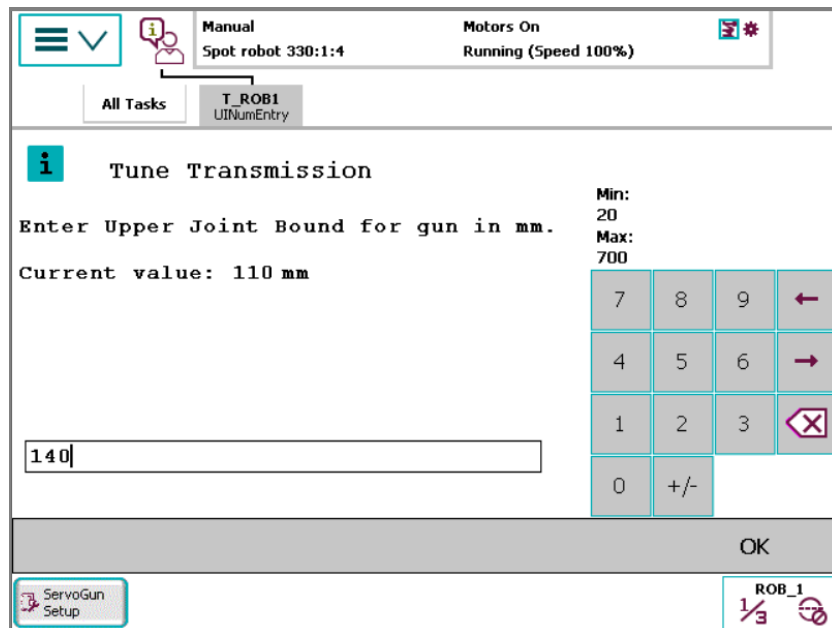 Manual
Spot robot 330:1:4
Motors On
Running (Speed 100%)
All Tasks
T_ROB1
UINumEntry
i
Tune Transmission
Enter Upper Joint Bound for gun in mm.
Current value: 110 mm
Min:
20
Max:
700
7 8 9
4 5 6
1 2 3
0 +/-
140
OK
ServoGun
Setup
ROB_1
1/3